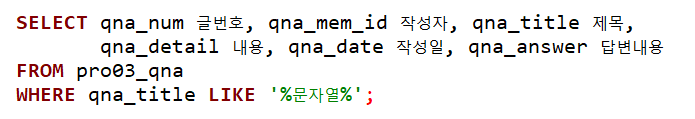 SELECT qna_num 글번호, qna_mem_id 작성자, qna_title 제목,
qna_detail 내용, qna_date 작성일, qna_answer 답변내용
FROM pro03_qna
WHERE qna_title LIKE '%문자열%';